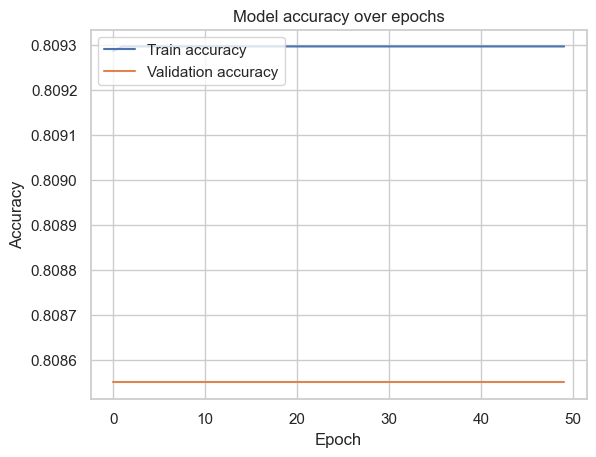 Model accuracy over epochs
Train accuracy
Validation accuracy
0.8093
0.8092
0.8091
0.8090
0.8089
0.8088
0.8087
0.8086
Accuracy
0 10 20 30 40 50
Epoch